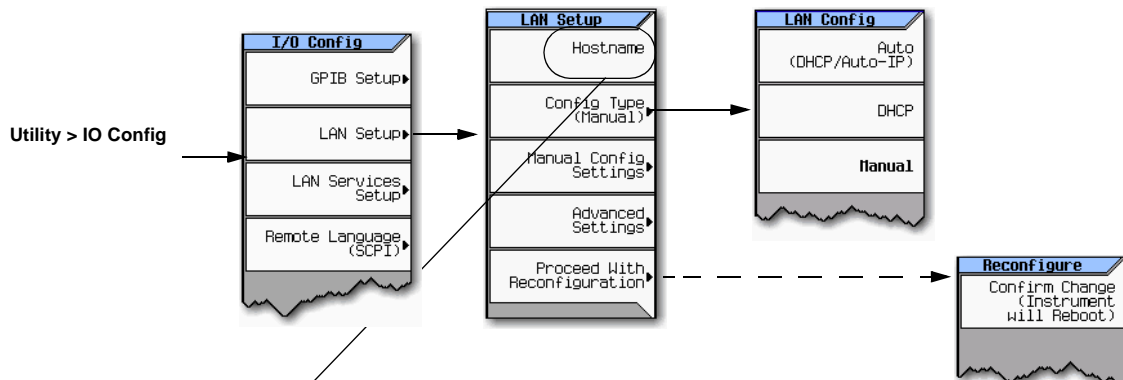 Utility > IO Config
I/O Config
GPIB Setup
LAN Setup
LAN Services
Setup
Remote Language
(SCPI)
LAN Setup
Hostname
Config Type
(Manual)
Manual Config
Settings
Advanced
Settings
Proceed With
Reconfiguration
LAN Config
Auto
(DHCP/Auto-IP)
DHCP
Manual
Reconfigure
Confirm Change
(Instrument
will Reboot)